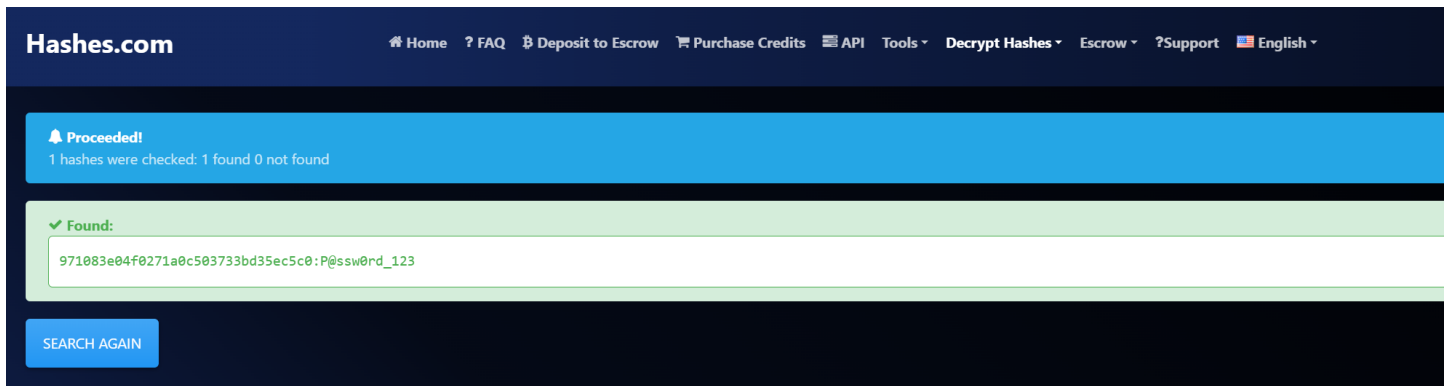 Hashes.com
Home ? FAQ Deposit to Escrow Purchase Credits API Tools Decrypt Hashes Escrow ?Support English
Proceeded!
1 hashes were checked: 1 found 0 not found
Found:
971083e04f0271a0c503733bd35ec5c0:P@ssw0rd_123
SEARCH AGAIN